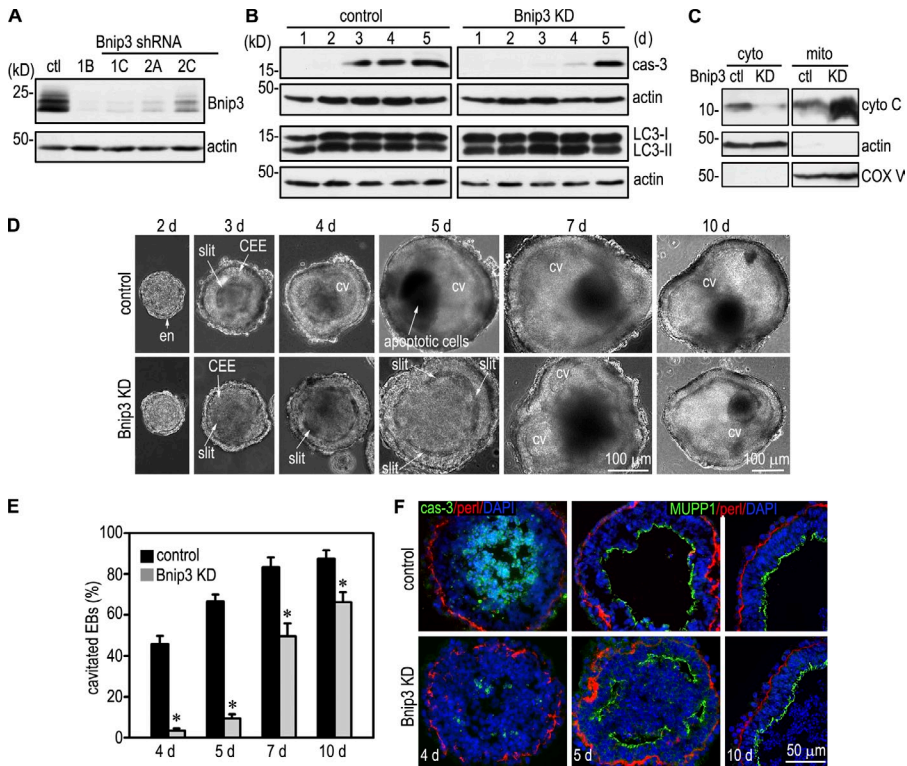 A
Bnip3 shRNA
(kD) ctl 1B 1C 2A 2C
25-
Bnip3
50-
actin
B
control Bnip3 KD
(kD) 1 2 3 4 5 1 2 3 4 5 (d)
15- cas-3
50- actin
15- LC3-I
LC3-II
50- actin
C
cyto mito
Bnip3 ctl KD ctl KD
10- cyto C
50- actin
50- COX V
D
2 d 3 d 4 d 5 d 7 d 10 d
control
slit CEE
cv cv cv cv
en
apoptotic cells
Bnip3 KD
CEE slit slit cv
slit slit slit cv cv
100 μm 100 μm
E
cavitated EBs (%)
100
80
60
40
20
0
control
Bnip3 KD
* * * *
4 d 5 d 7 d 10 d
F
cas-3/perl/DAPI MUPP1/perl/DAPI
control
Bnip3 KD
4 d 5 d 10 d 50 μm